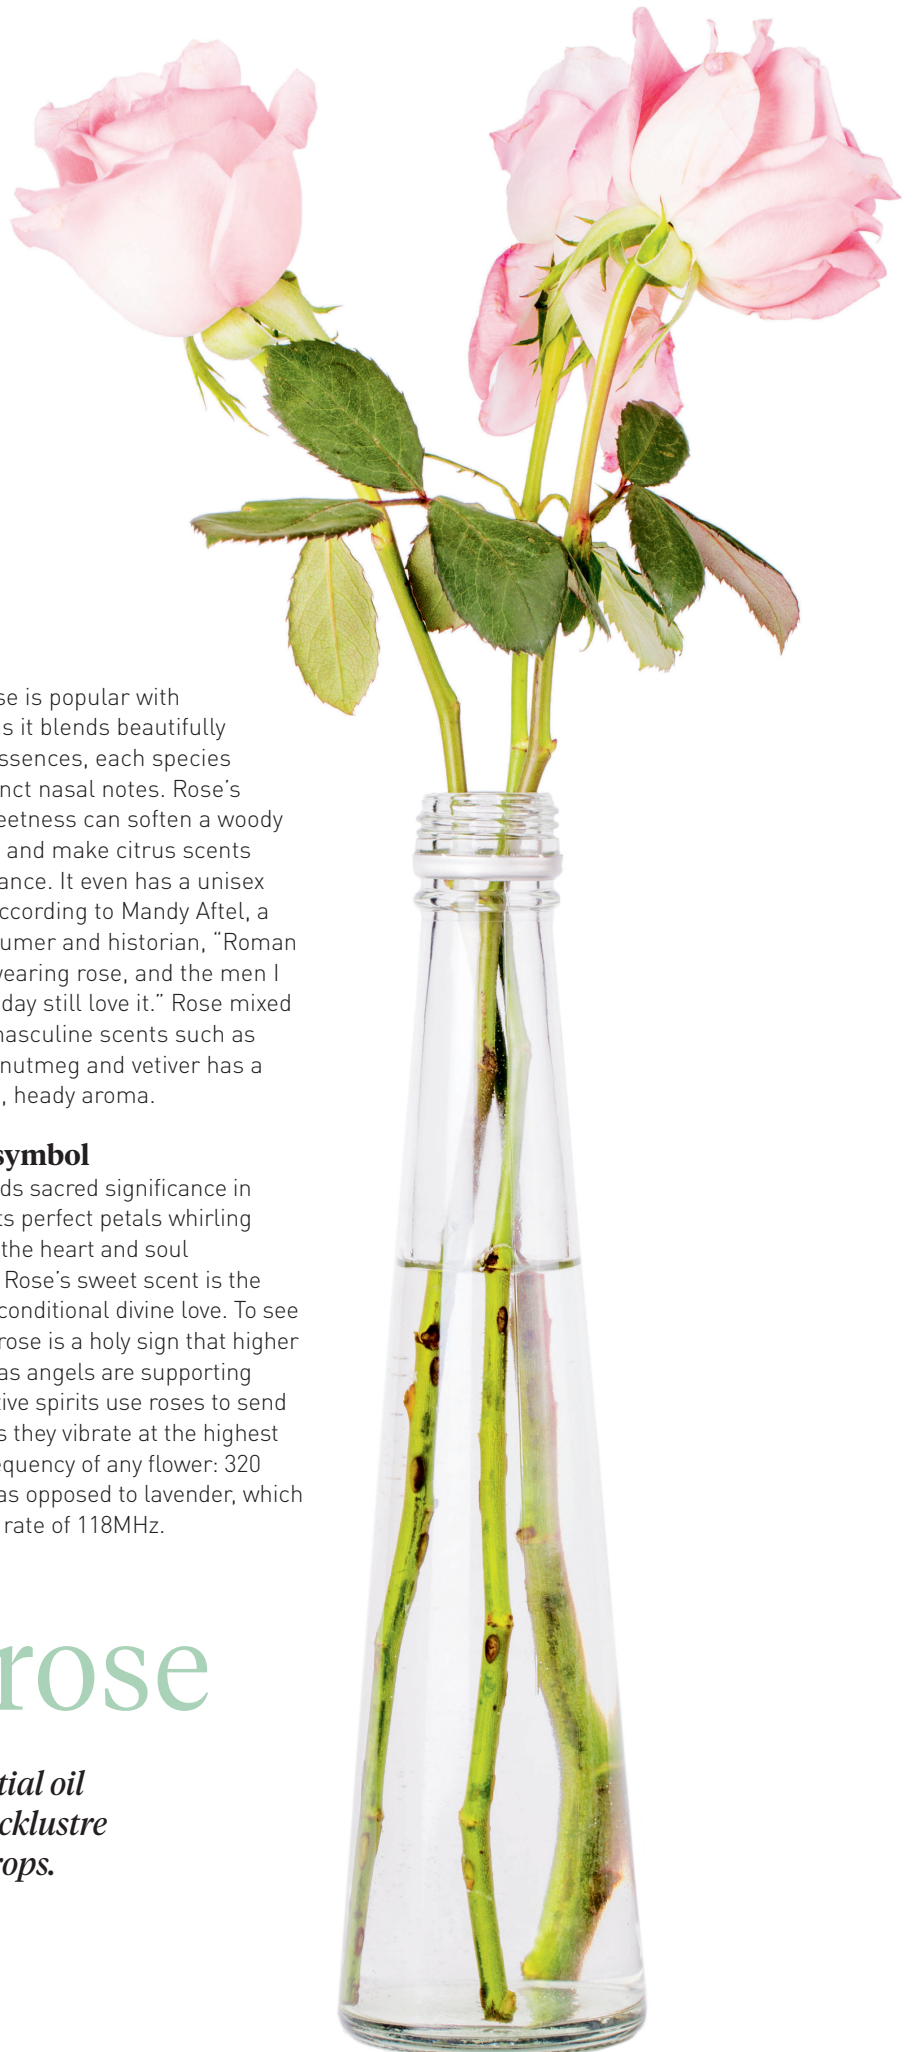 se is popular with
s it blends beautifully
ssences, each species
nct nasal notes. Rose’s
eetness can soften a woody
and make citrus scents
ance. It even has a unisex
ccording to Mandy Aftel, a
umer and historian, “Roman
wearing rose, and the men I
day still love it.” Rose mixed
nasculine scents such as
nutmeg and vetiver has a
, heady aroma.
symbol
ds sacred significance in
ts perfect petals whirling
the heart and soul
Rose’s sweet scent is the
conditional divine love. To see
rose is a holy sign that higher
as angels are supporting
tive spirits use roses to send
s they vibrate at the highest
equency of any flower: 320
as opposed to lavender, which
rate of 118MHz.
rose
tial oil
cklustre
rops.